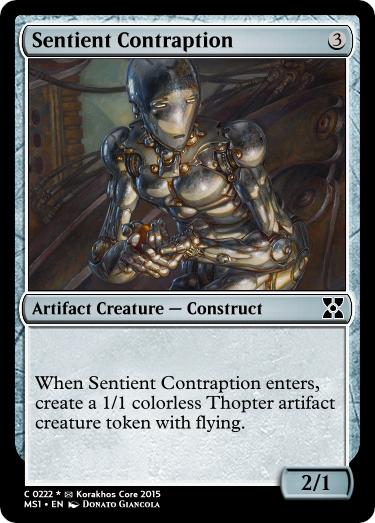 Sentient Contraption 3
Artifact Creature — Construct
When Sentient Contraption enters,
create a 1/1 colorless Thopter artifact
creature token with flying.
2/1
C 0222 * Korakhos Core 2015
MS1 • EN Donato Giancola